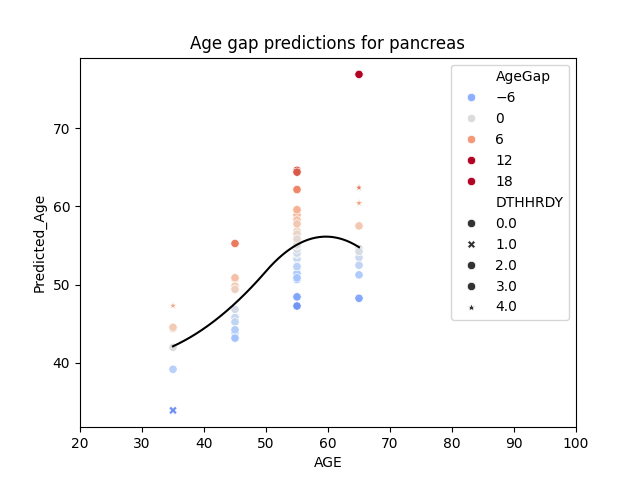 Age gap predictions for pancreas
AgeGap
−6
0
6
12
18
DTHHRDY
0.0
1.0
2.0
3.0
4.0
Predicted_Age
70
60
50
40
20 30 40 50 60 70 80 90 100
AGE